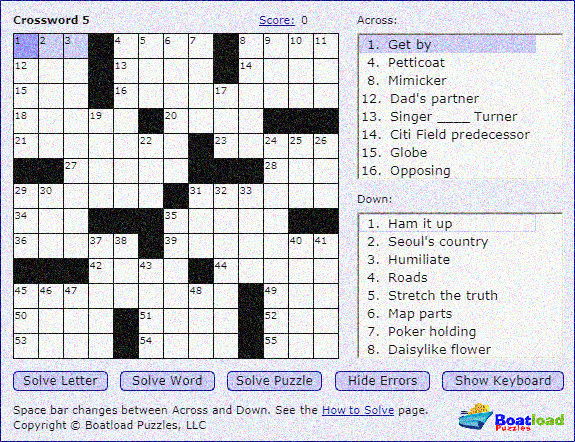 Crossword 5
Score: 0
1 2 3 4 5 6 7 8 9 10 11
12 13 14
15 16 17
18 19 20
21 22 23 24 25 26
27 28
29 30 31 32 33
34 35
36 37 38 39 40 41
42 43 44
45 46 47 48 49
50 51 52
53 54 55
Across:
1. Get by
4. Petticoat
8. Mimicker
12. Dad's partner
13. Singer ____ Turner
14. Citi Field predecessor
15. Globe
16. Opposing
Down:
1. Ham it up
2. Seoul's country
3. Humiliate
4. Roads
5. Stretch the truth
6. Map parts
7. Poker holding
8. Daisylike flower
Solve Letter
Solve Word
Solve Puzzle
Hide Errors
Show Keyboard
Space bar changes between Across and Down. See the How to Solve page.
Copyright © Boatload Puzzles, LLC
Boatload
Puzzles